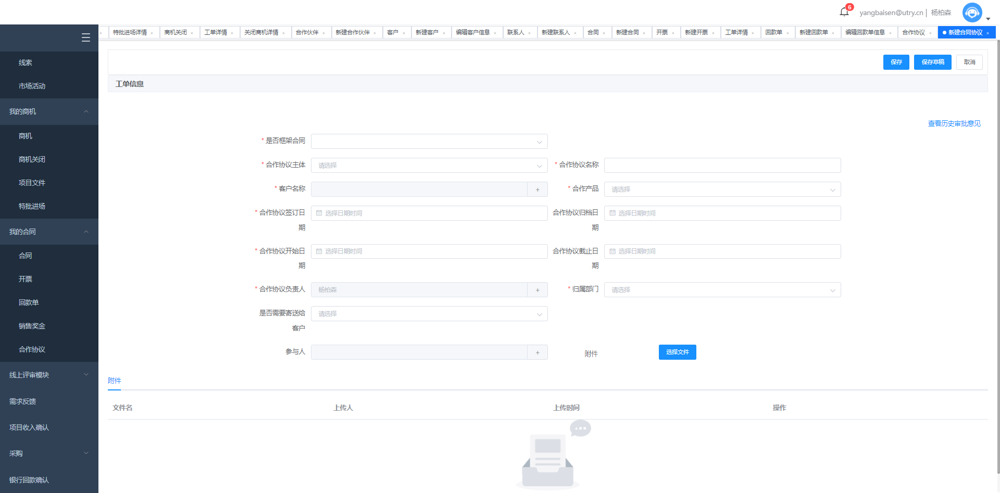 6 yangbaisen@utry.cn | 杨柏森
特批进场详情 × 商机关闭 × 工单详情 × 关闭商机详情 × 合作伙伴 × 新建合作伙伴 × 客户 × 新建客户 × 编辑客户信息 × 联系人 × 新建联系人 × 合同 × 新建合同 × 开票 × 新建开票 × 工单详情 × 回款单 × 新建回款单 × 编辑回款单信息 × 合作协议 × 新建合同协议 ×
线索
市场活动
我的商机
商机
商机关闭
项目文件
特批进场
我的合同
合同
开票
回款单
销售奖金
合作协议
线上评审模块
需求反馈
项目收入确认
采购
银行回款确认
保存 保存草稿 取消
工单信息
查看历史审批意见
* 是否框架合同
* 合作协议主体 请选择 * 合作协议名称
* 客户名称 + * 合作产品 请选择
* 合作协议签订日期 选择日期时间 合作协议归档日期 选择日期时间
* 合作协议开始日期 选择日期时间 合作协议截止日期 选择日期时间
* 合作协议负责人 杨柏森 + * 归属部门 请选择
是否需要寄送给客户 请选择
参与人 + 附件 选择文件
附件
文件名 上传人 上传时间 操作